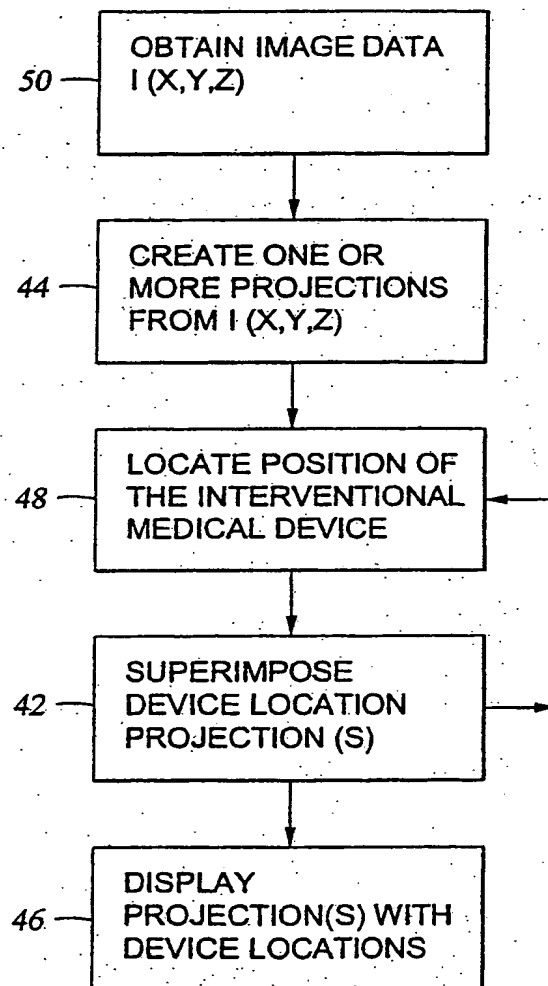 50
OBTAIN IMAGE DATA
I (X,Y,Z)
44
CREATE ONE OR
MORE PROJECTIONS
FROM I (X,Y,Z)
48
LOCATE POSITION OF
THE INTERVENTIONAL
MEDICAL DEVICE
42
SUPERIMPOSE
DEVICE LOCATION
PROJECTION (S)
46
DISPLAY
PROJECTION(S) WITH
DEVICE LOCATIONS